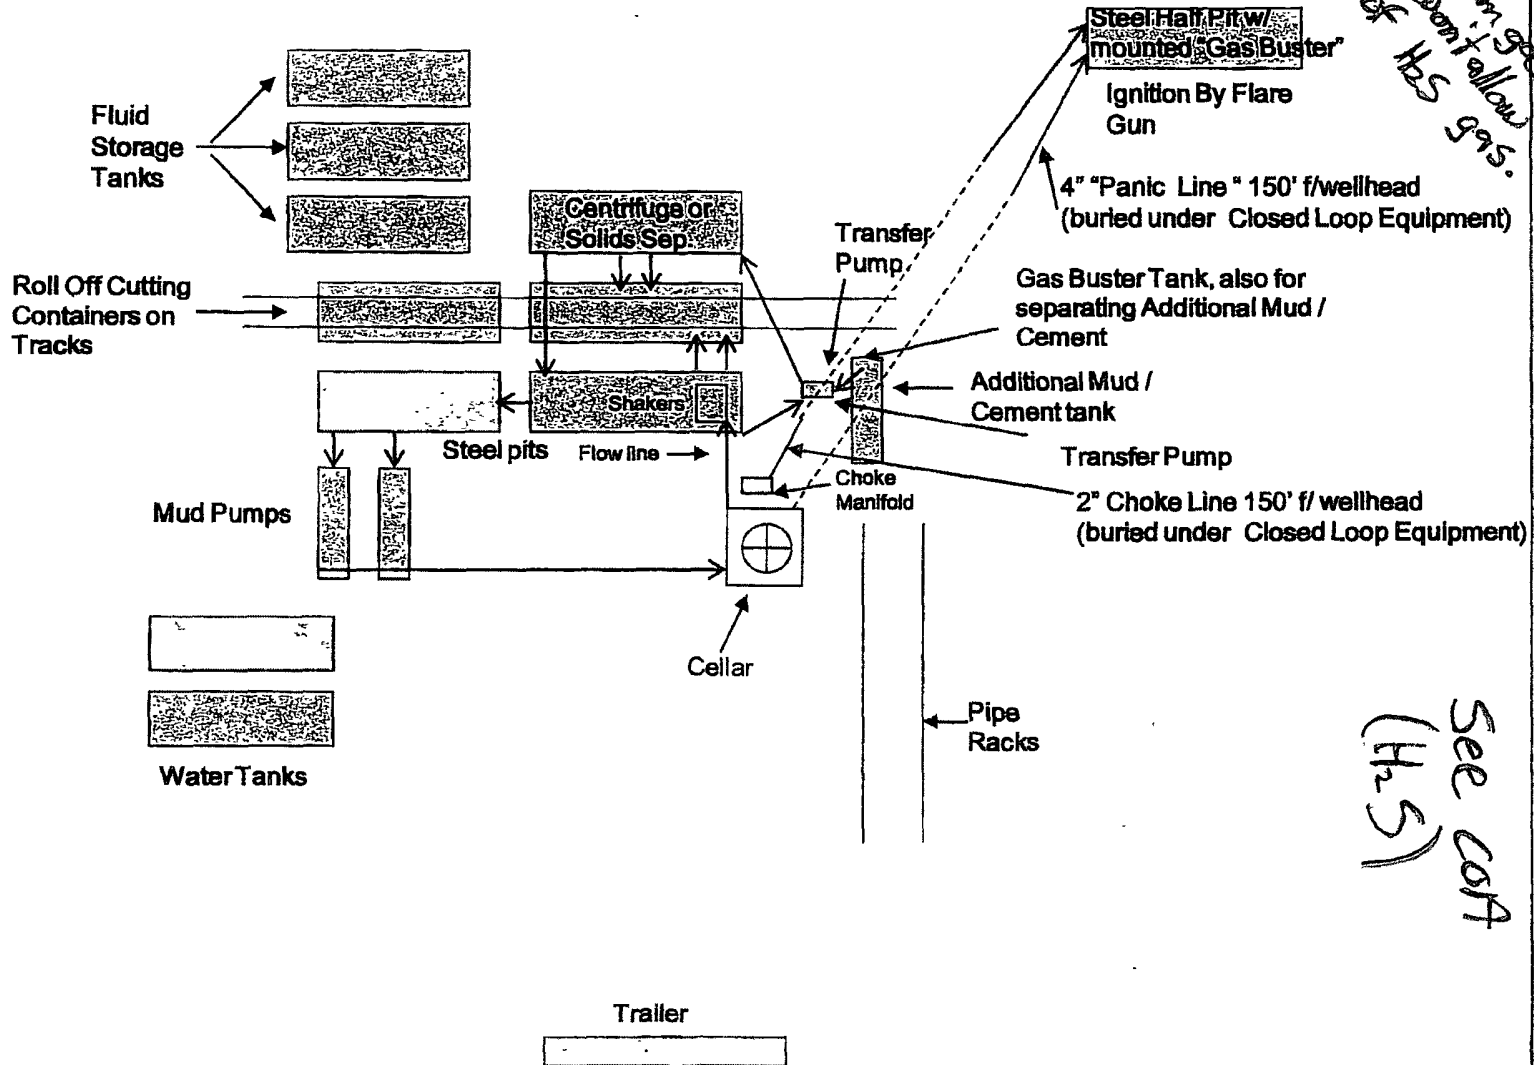 Steel Half Pit w/
mounted "Gas Buster"
Ignition By Flare
Gun
allow
of H2S gas.
Fluid
Storage
Tanks
4" "Panic Line " 150' f/wellhead
(buried under Closed Loop Equipment)
Centrifuge or
Solids Sep.
Transfer
Pump
Gas Buster Tank, also for
separating Additional Mud /
Cement
Roll Off Cutting
Containers on
Tracks
Additional Mud /
Cement tank
Shakers
Steel pits
Flow line
Transfer Pump
Choke
Manifold
2" Choke Line 150' f/ wellhead
(buried under Closed Loop Equipment)
Mud Pumps
Cellar
Pipe
Racks
Water Tanks
See COA
(H2S)
Trailer